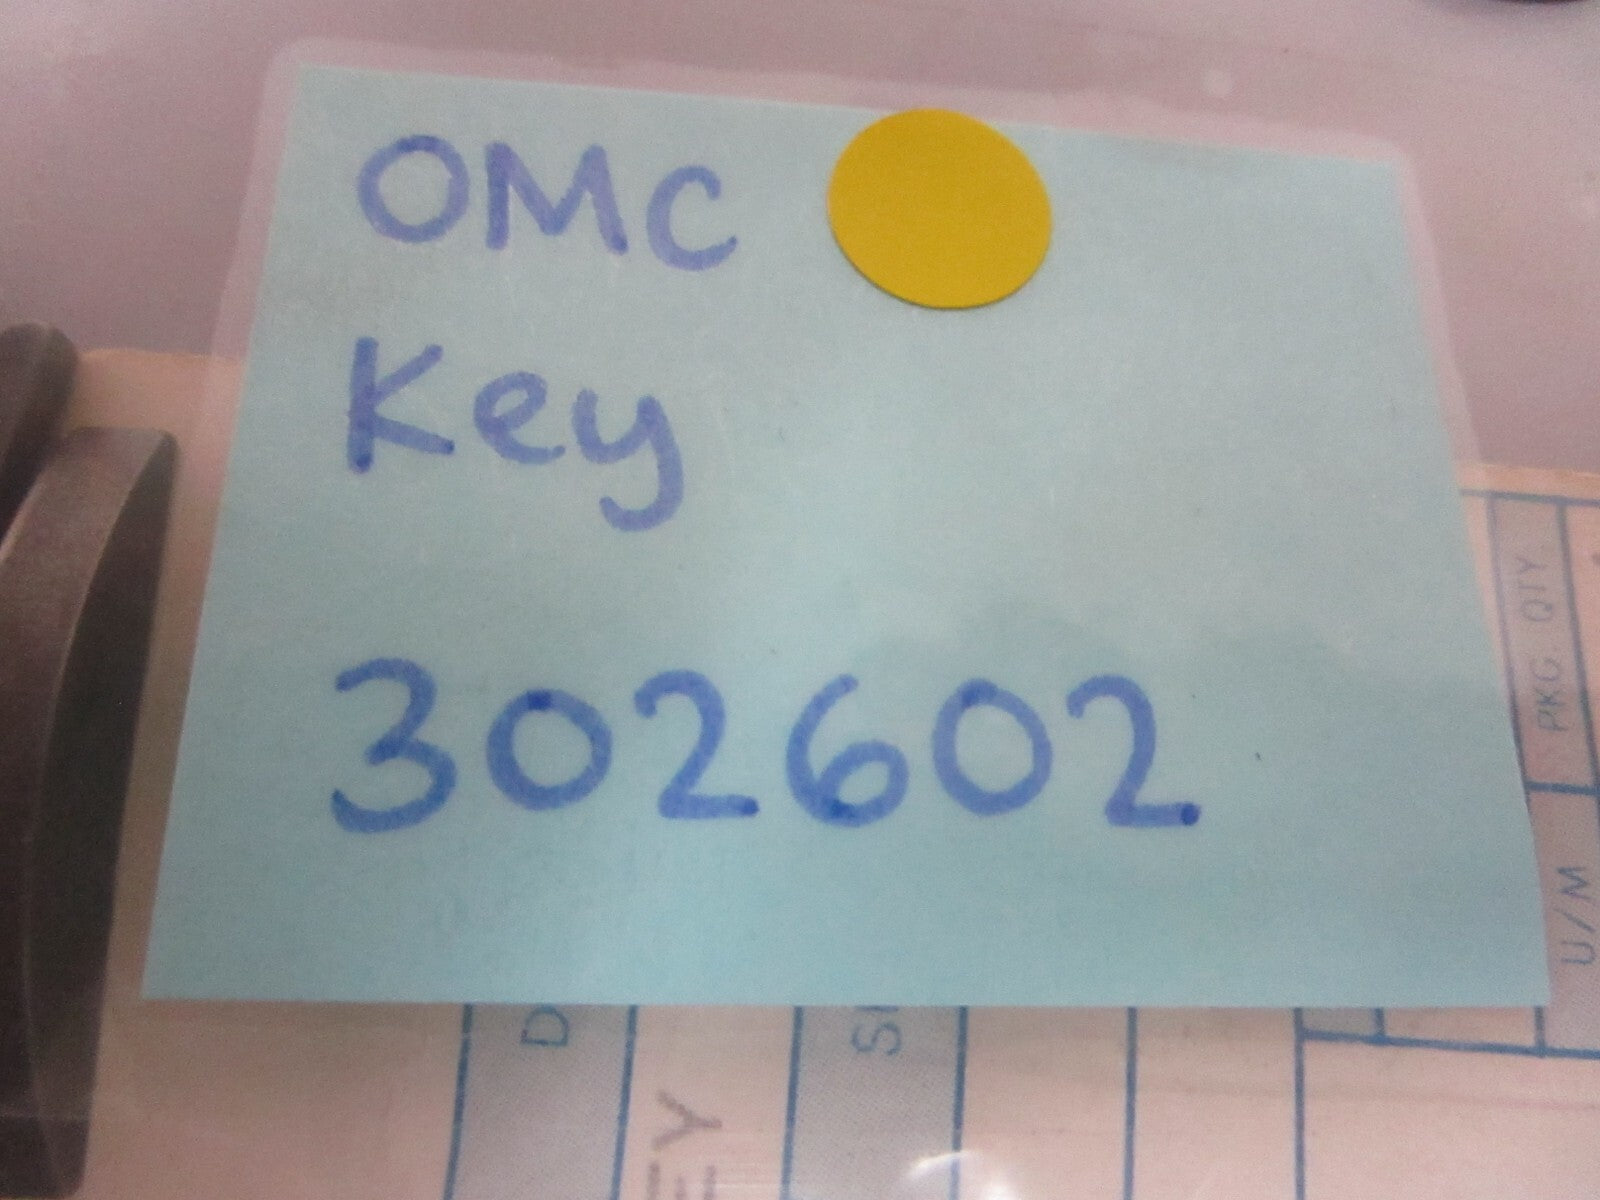 OMC
Key
302602
PKG. QTY.
U/M